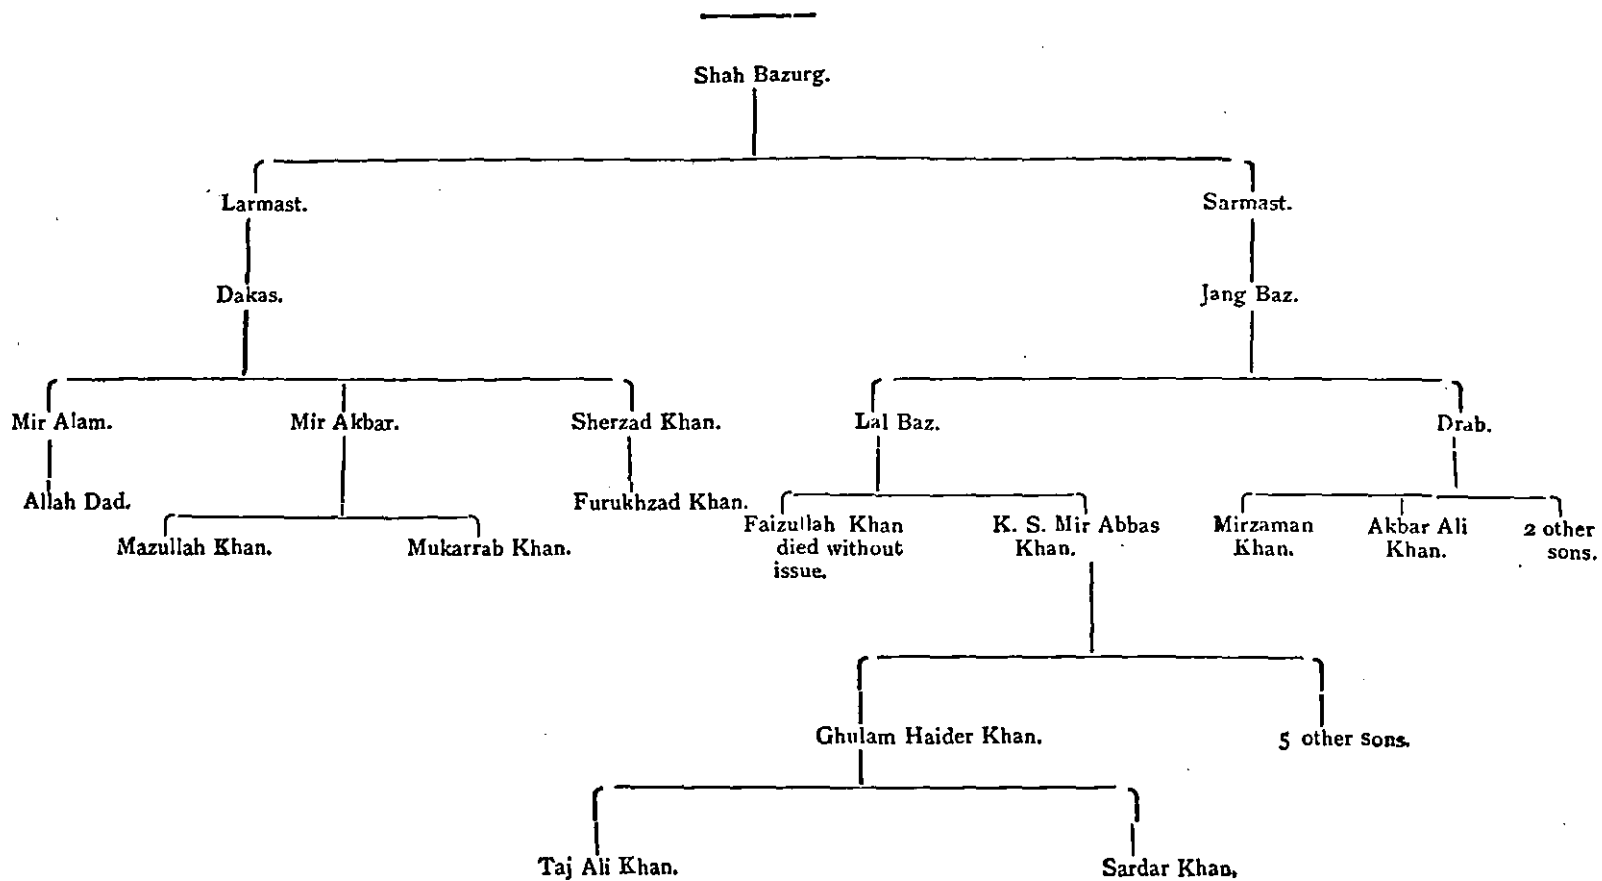 Shah Bazurg.
Larmast.
Sarmast.
Dakas.
Jang Baz.
Mir Alam.
Mir Akbar.
Sherzad Khan.
Lal Baz.
Drab.
Allah Dad.
Mazullah Khan.
Mukarrab Khan.
Furukhzad Khan.
Faizullah Khan
died without
issue.
K. S. Mir Abbas
Khan.
Mirzaman
Khan.
Akbar Ali
Khan.
2 other
sons.
Ghulam Haider Khan.
5 other sons.
Taj Ali Khan.
Sardar Khan.